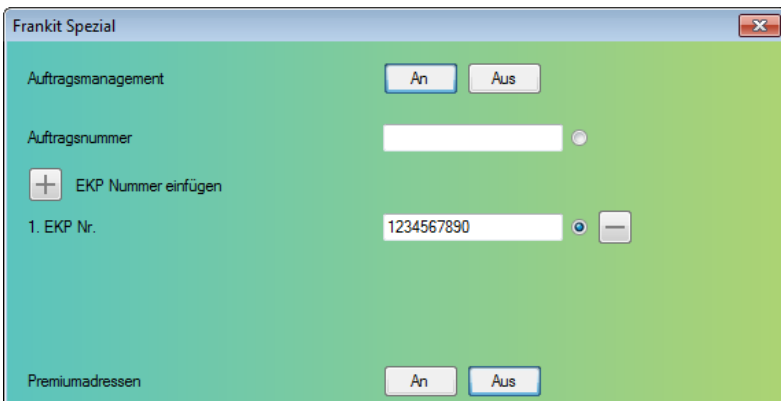 Frankit Spezial
Auftragsmanagement An Aus
Auftragsnummer
EKP Nummer einfügen
1. EKP Nr. 1234567890
Premiumadressen An Aus